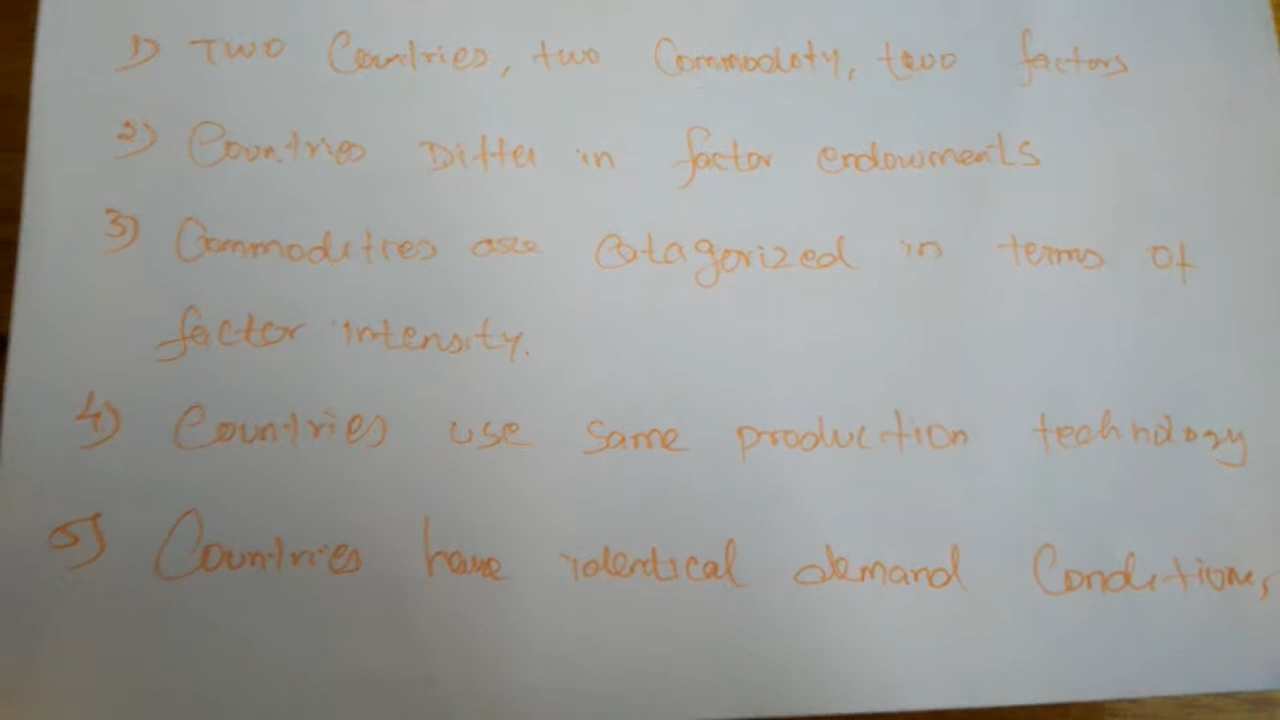 1) TWO Countries, two Commodity, two factors
2) Countries Differ in factor endowments
3) Commodities are Catagorized in terms of
factor intensity.
4) Countries use same production technology
5) Countries have identical demand Conditions,